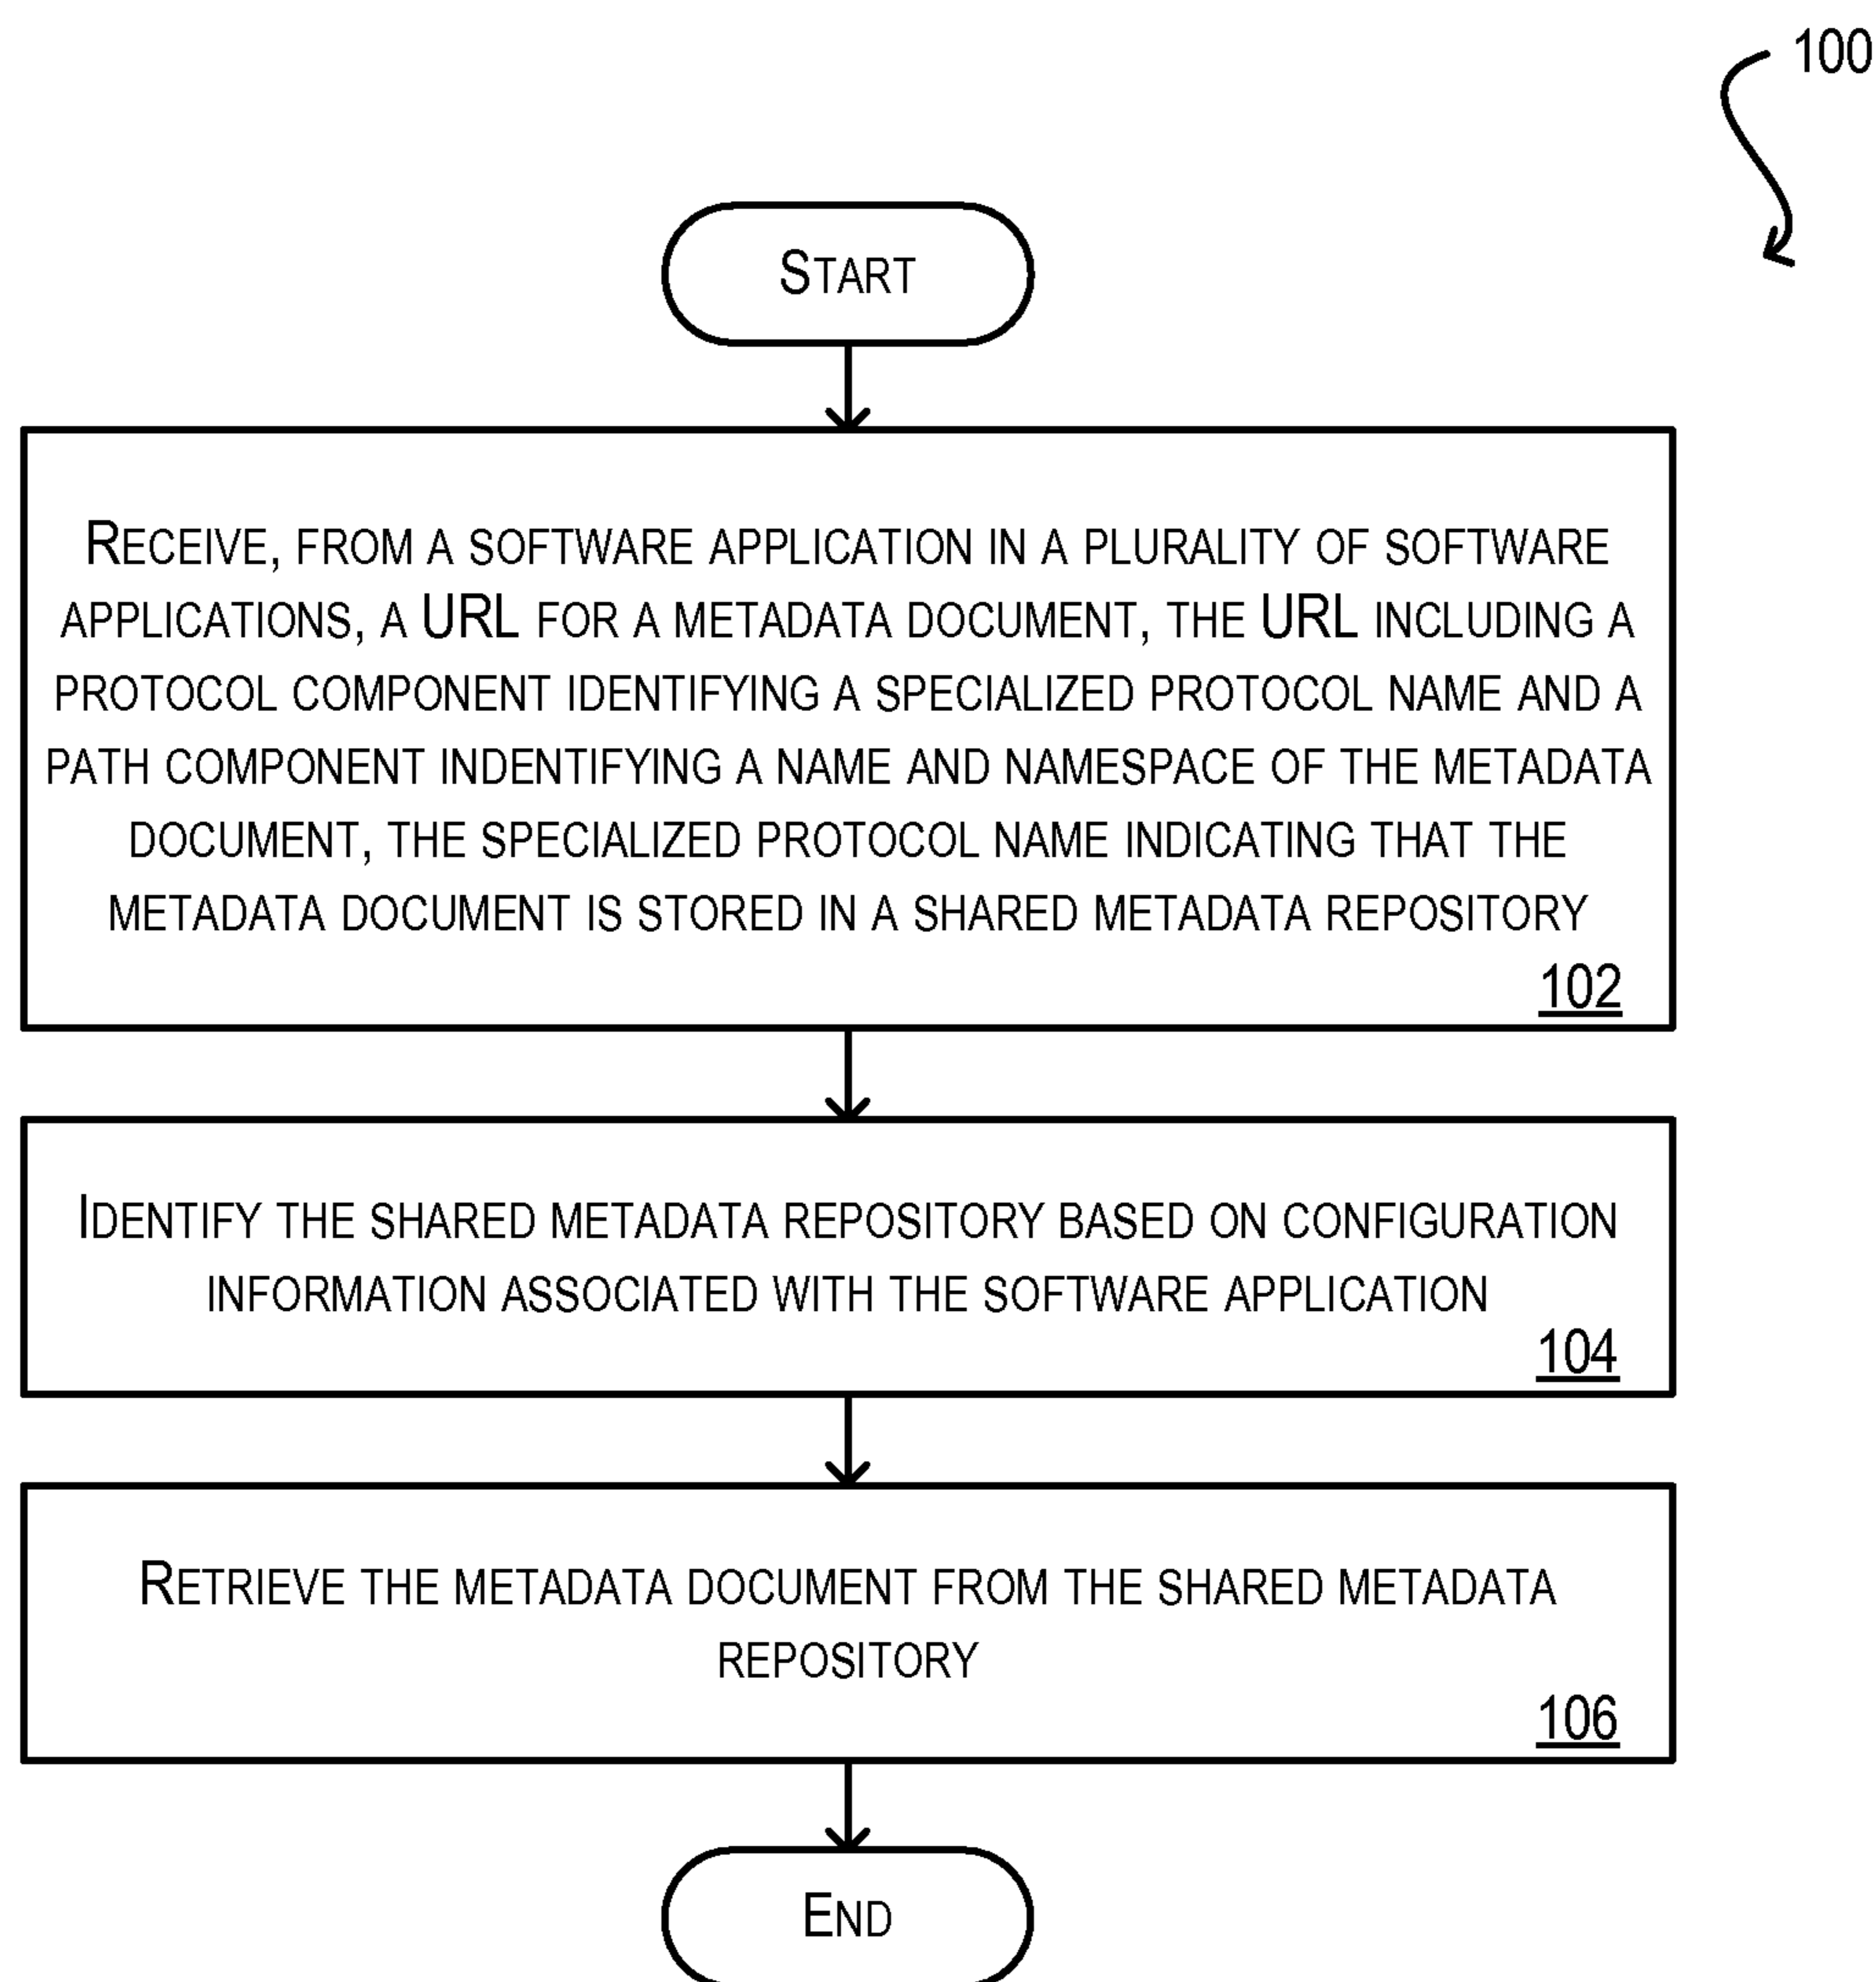 100
START
RECEIVE, FROM A SOFTWARE APPLICATION IN A PLURALITY OF SOFTWARE
APPLICATIONS, A URL FOR A METADATA DOCUMENT, THE URL INCLUDING A
PROTOCOL COMPONENT IDENTIFYING A SPECIALIZED PROTOCOL NAME AND A
PATH COMPONENT INDENTIFYING A NAME AND NAMESPACE OF THE METADATA
DOCUMENT, THE SPECIALIZED PROTOCOL NAME INDICATING THAT THE
METADATA DOCUMENT IS STORED IN A SHARED METADATA REPOSITORY
102
IDENTIFY THE SHARED METADATA REPOSITORY BASED ON CONFIGURATION
INFORMATION ASSOCIATED WITH THE SOFTWARE APPLICATION
104
RETRIEVE THE METADATA DOCUMENT FROM THE SHARED METADATA
REPOSITORY
106
END